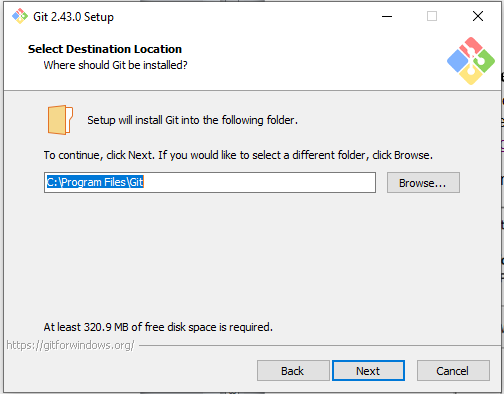 Git 2.43.0 Setup
Select Destination Location
Where should Git be installed?
Setup will install Git into the following folder.
To continue, click Next. If you would like to select a different folder, click Browse.
C:\Program Files\Git
Browse...
At least 320.9 MB of free disk space is required.
https://gitforwindows.org/
Back
Next
Cancel